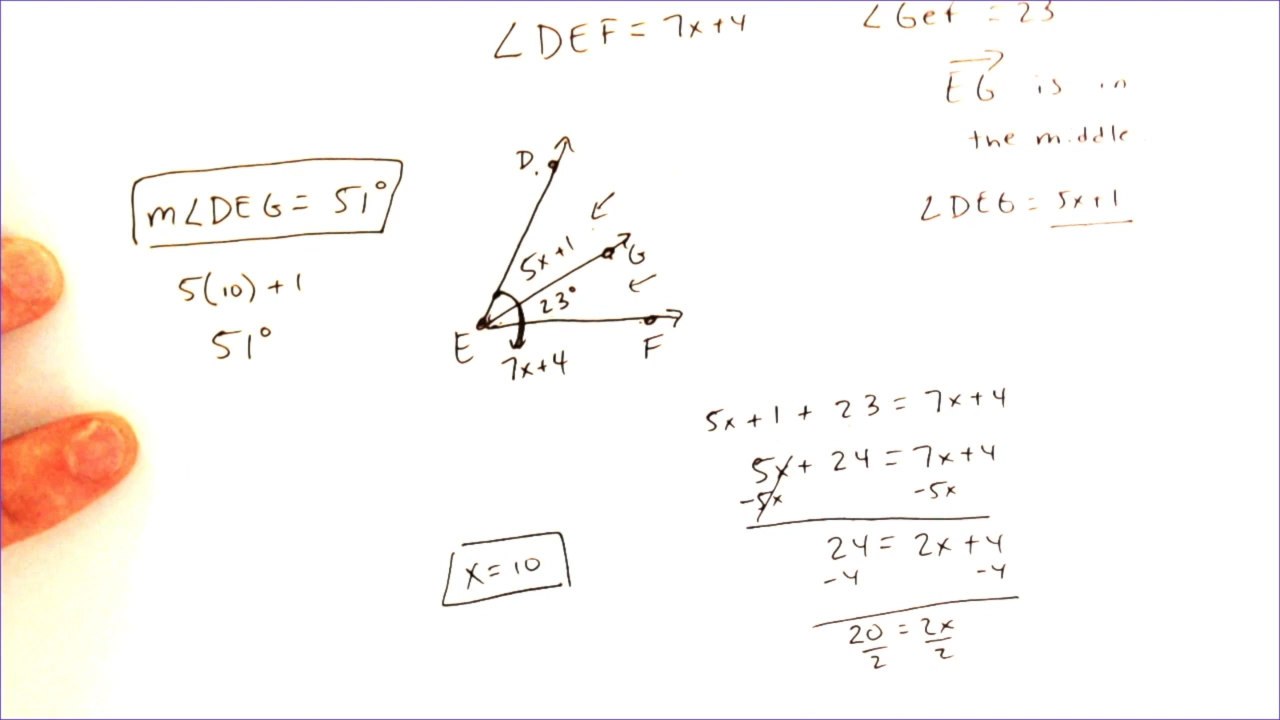 ∠DEF = 7x+4
∠GEF = 23
EG is in
the middle
∠DEG = 5x+1
m∠DEG = 51°
5(10) + 1
51°
D
5x+1
G
23°
E
F
7x+4
5x + 1 + 23 = 7x + 4
5x + 24 = 7x + 4
-5x -5x
24 = 2x + 4
-4 -4
20/2 = 2x/2
x = 10